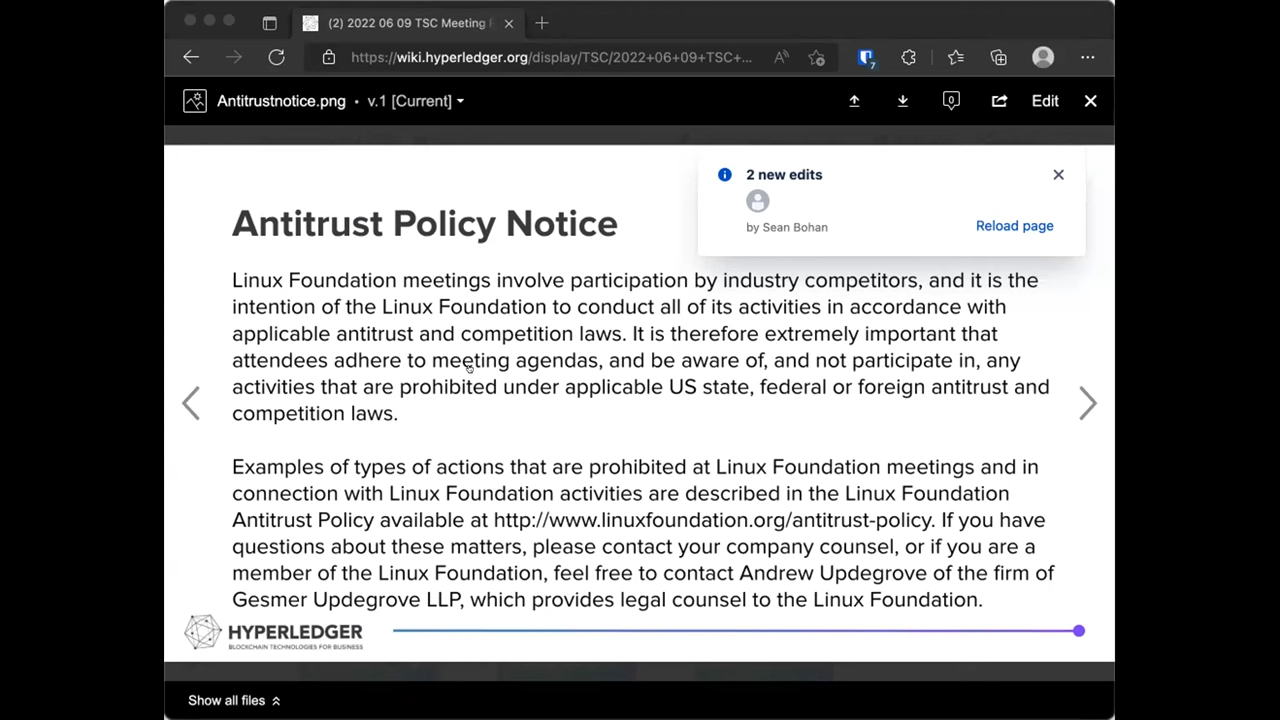 (2) 2022 06 09 TSC Meeting
https://wiki.hyperledger.org/display/TSC/2022+06+09+TSC+...
7
Antitrustnotice.png • v.1 [Current]
0
Edit
2 new edits
by Sean Bohan
Reload page
Antitrust Policy Notice
Linux Foundation meetings involve participation by industry competitors, and it is the
intention of the Linux Foundation to conduct all of its activities in accordance with
applicable antitrust and competition laws. It is therefore extremely important that
attendees adhere to meeting agendas, and be aware of, and not participate in, any
activities that are prohibited under applicable US state, federal or foreign antitrust and
competition laws.
Examples of types of actions that are prohibited at Linux Foundation meetings and in
connection with Linux Foundation activities are described in the Linux Foundation
Antitrust Policy available at http://www.linuxfoundation.org/antitrust-policy. If you have
questions about these matters, please contact your company counsel, or if you are a
member of the Linux Foundation, feel free to contact Andrew Updegrove of the firm of
Gesmer Updegrove LLP, which provides legal counsel to the Linux Foundation.
HYPERLEDGER
BLOCKCHAIN TECHNOLOGIES FOR BUSINESS
Show all files